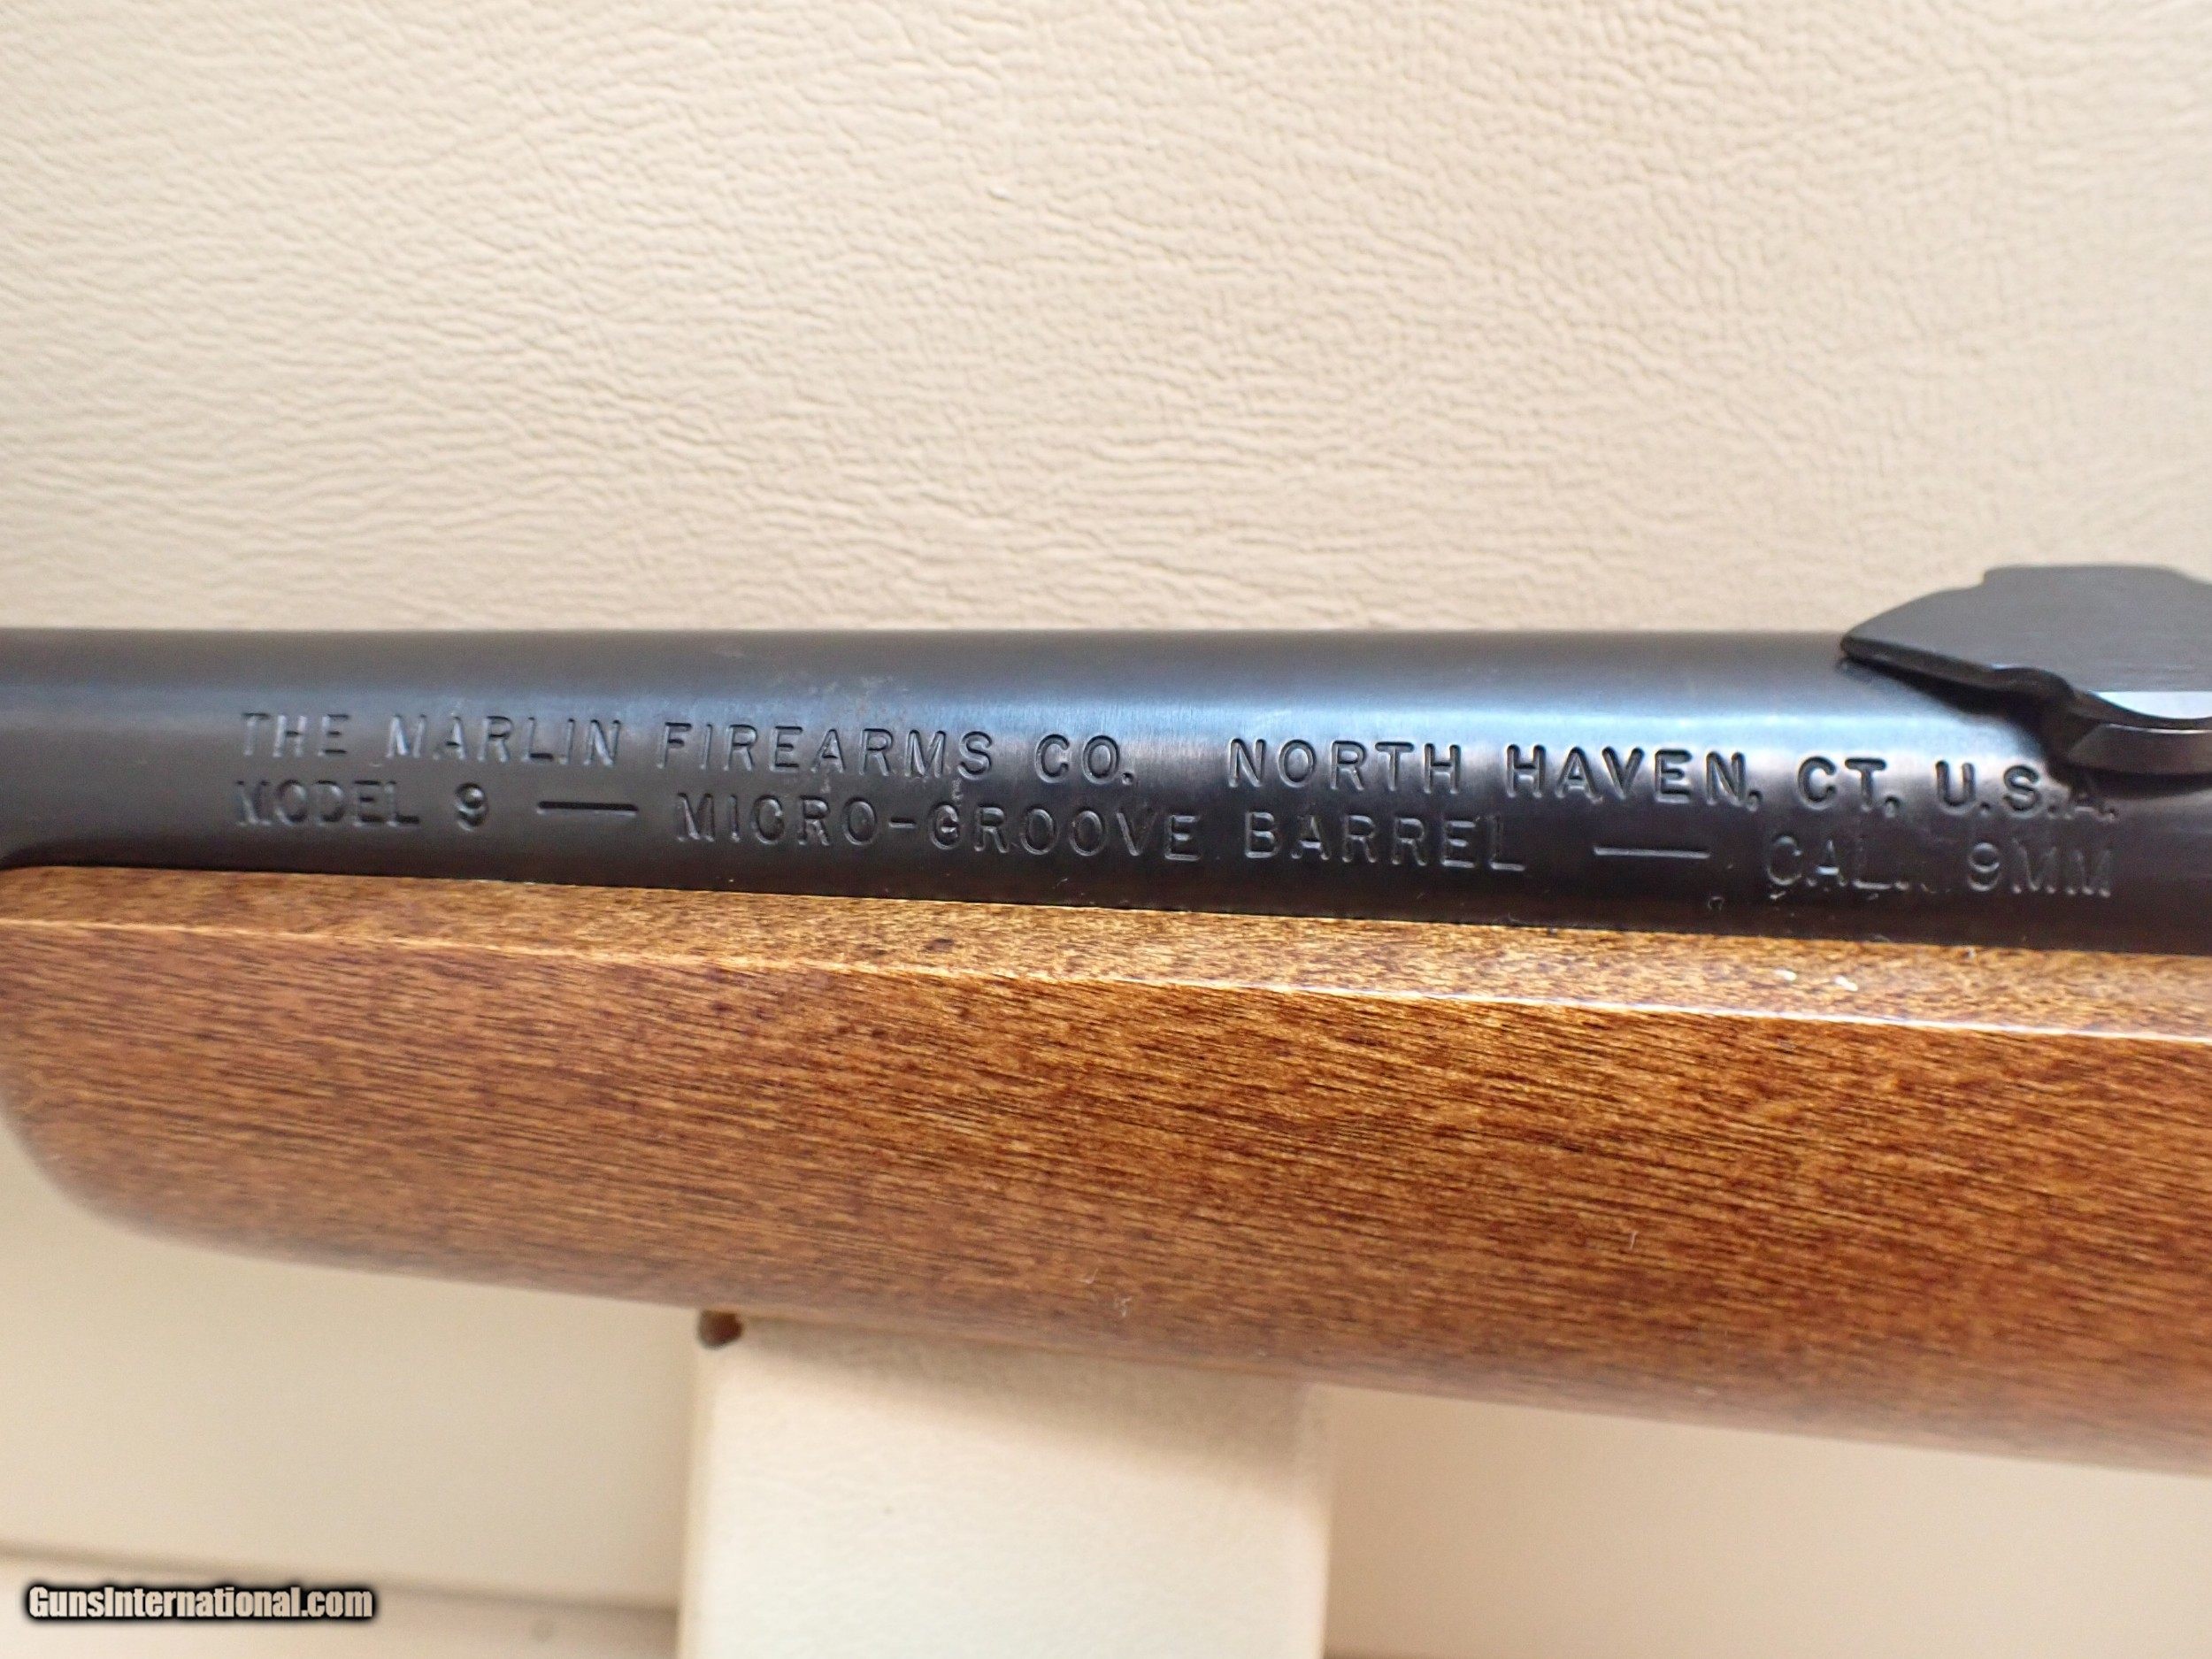 THE MARLIN FIREARMS CO. NORTH HAVEN, CT. U.S.A.
MODEL 9 — MICRO-GROOVE BARREL — CAL. 9MM
GunsInternational.com